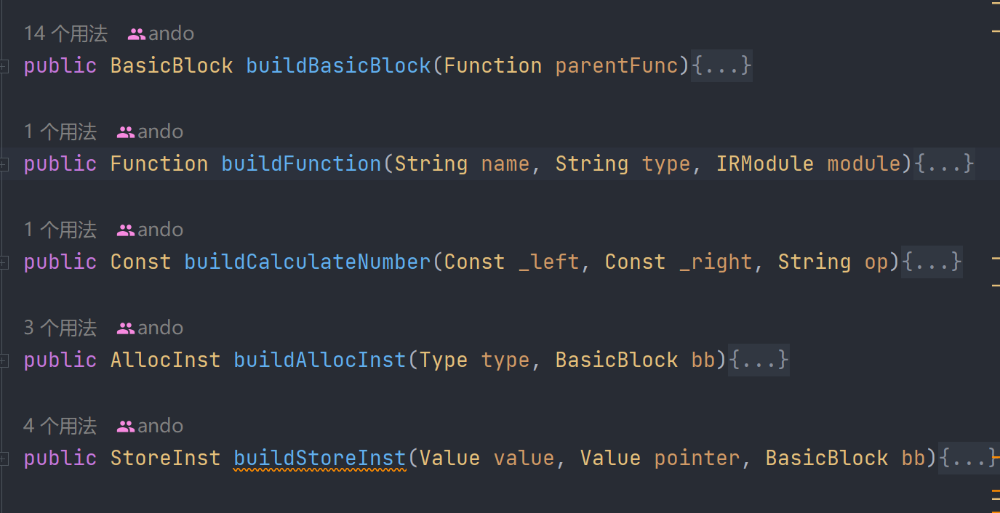 14 个用法 ando
public BasicBlock buildBasicBlock(Function parentFunc){...}
1 个用法 ando
public Function buildFunction(String name, String type, IRModule module){...}
1 个用法 ando
public Const buildCalculateNumber(Const _left, Const _right, String op){...}
3 个用法 ando
public AllocInst buildAllocInst(Type type, BasicBlock bb){...}
4 个用法 ando
public StoreInst buildStoreInst(Value value, Value pointer, BasicBlock bb){...}